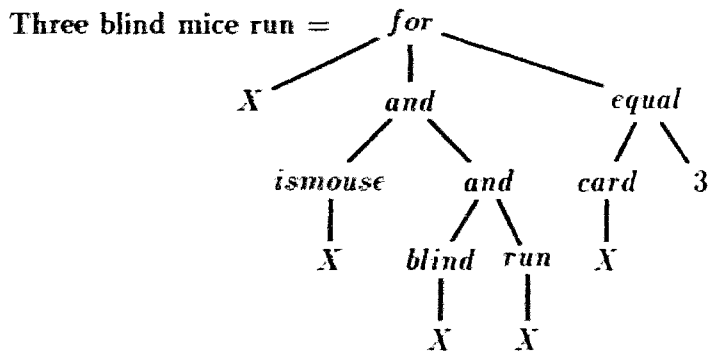 Three blind mice run = for
X and equal
ismouse and card 3
X blind run X
X X